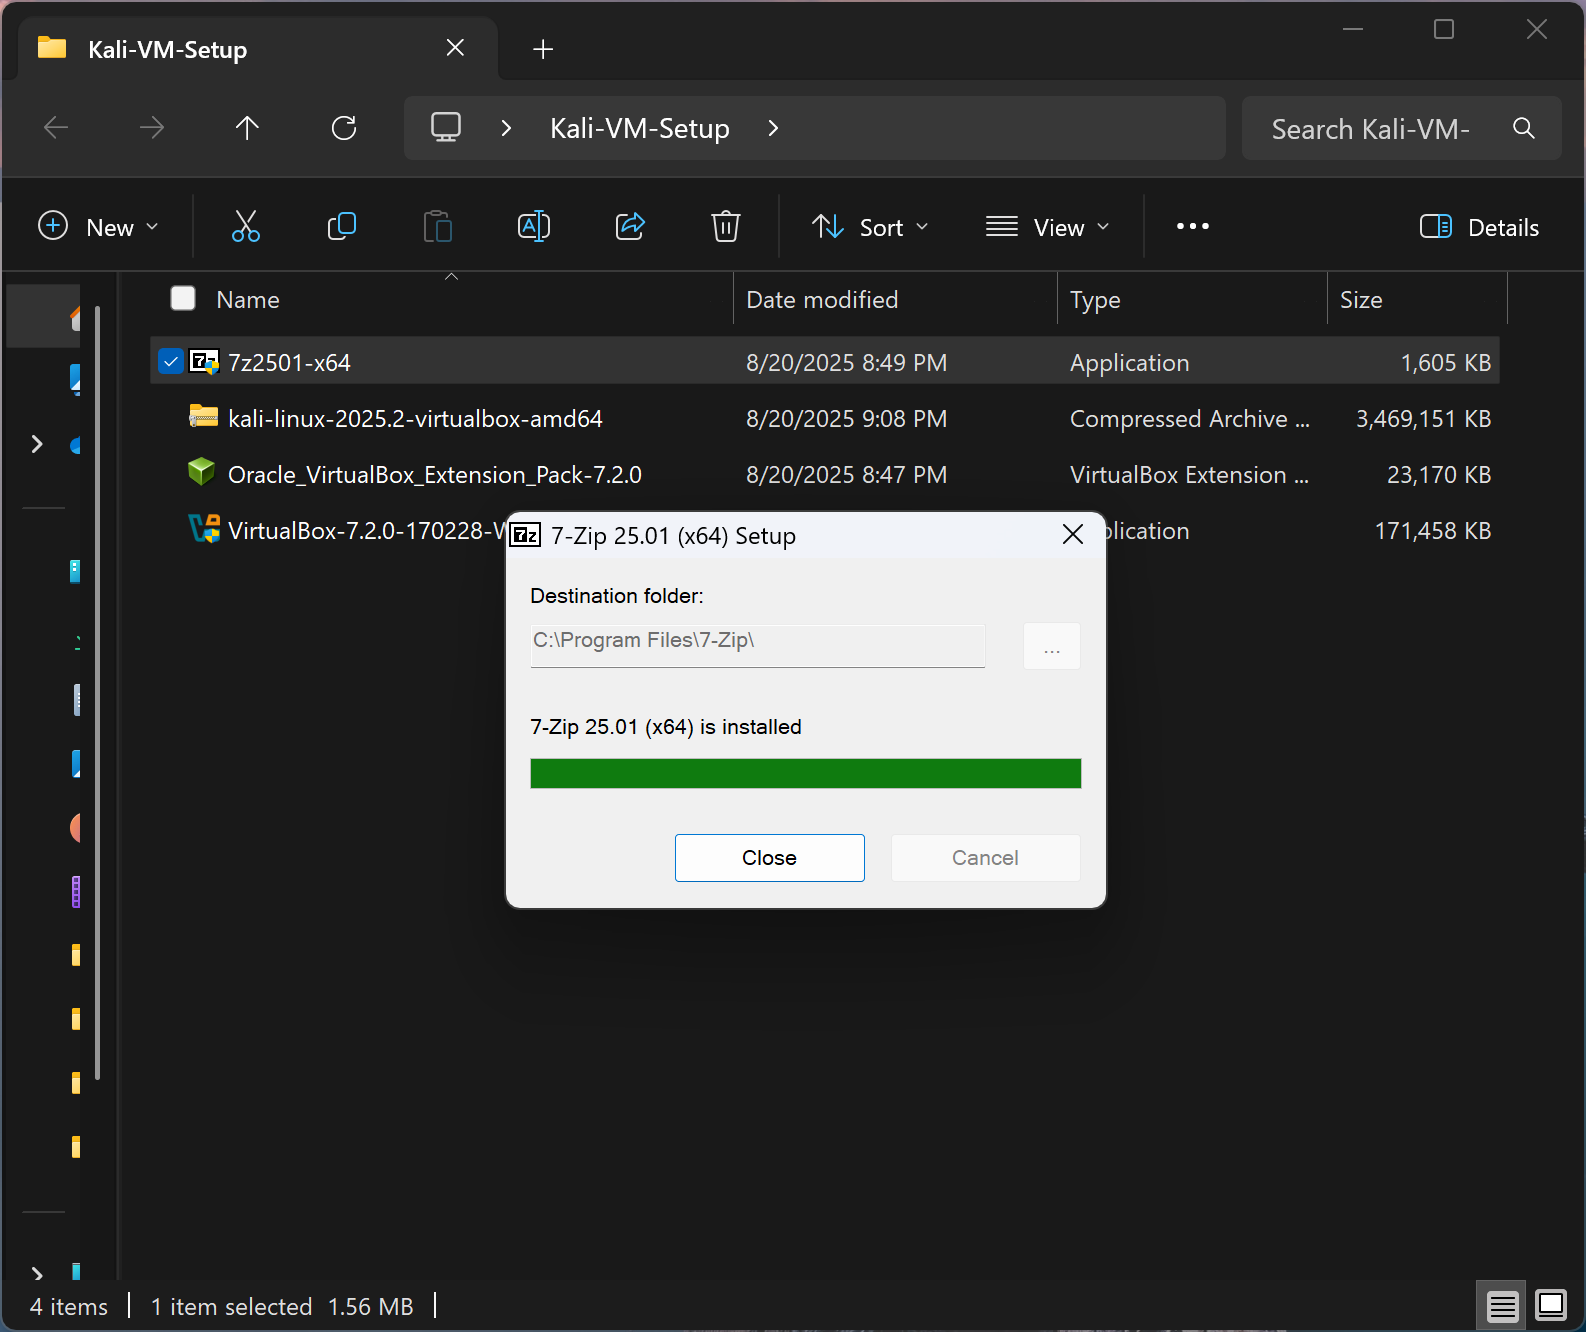 Kali-VM-Setup
Kali-VM-Setup
Search Kali-VM-
New
Sort
View
Details
Name Date modified Type Size
7z2501-x64 8/20/2025 8:49 PM Application 1,605 KB
kali-linux-2025.2-virtualbox-amd64 8/20/2025 9:08 PM Compressed Archive ... 3,469,151 KB
Oracle_VirtualBox_Extension_Pack-7.2.0 8/20/2025 8:47 PM VirtualBox Extension ... 23,170 KB
VirtualBox-7.2.0-170228- 171,458 KB
7z 7-Zip 25.01 (x64) Setup
Destination folder:
C:\Program Files\7-Zip\
...
7-Zip 25.01 (x64) is installed
Close Cancel
4 items 1 item selected 1.56 MB